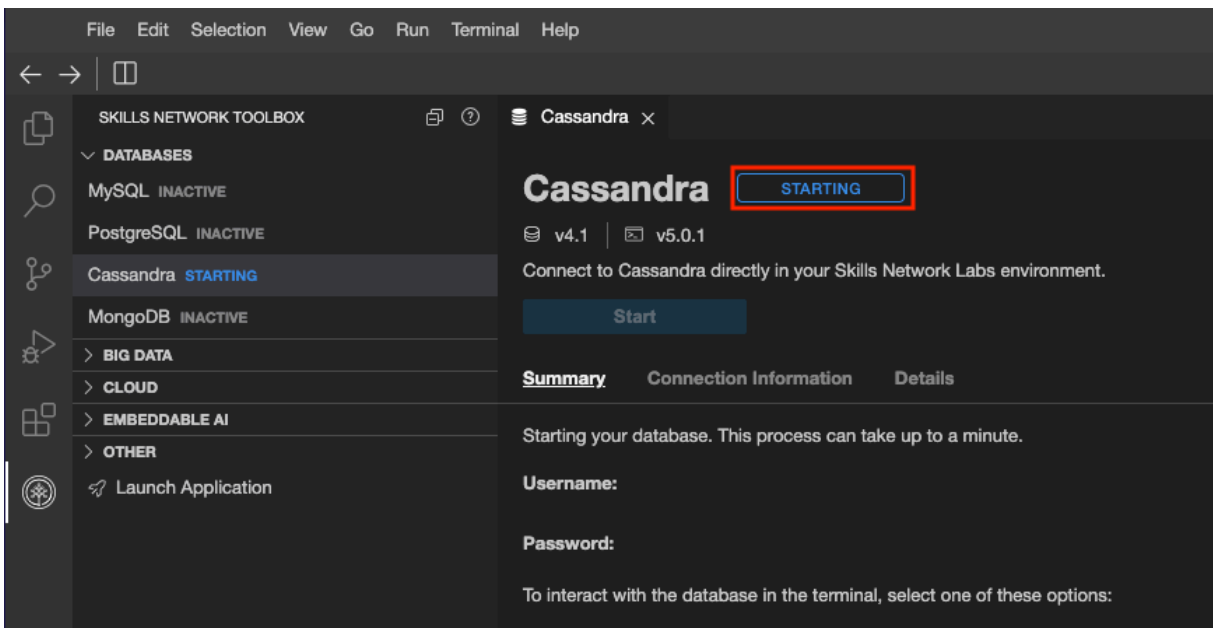 File Edit Selection View Go Run Terminal Help
SKILLS NETWORK TOOLBOX
DATABASES
MySQL INACTIVE
PostgreSQL INACTIVE
Cassandra STARTING
MongoDB INACTIVE
BIG DATA
CLOUD
EMBEDDABLE AI
OTHER
Launch Application
Cassandra
Cassandra STARTING
v4.1 v5.0.1
Connect to Cassandra directly in your Skills Network Labs environment.
Start
Summary Connection Information Details
Starting your database. This process can take up to a minute.
Username:
Password:
To interact with the database in the terminal, select one of these options: